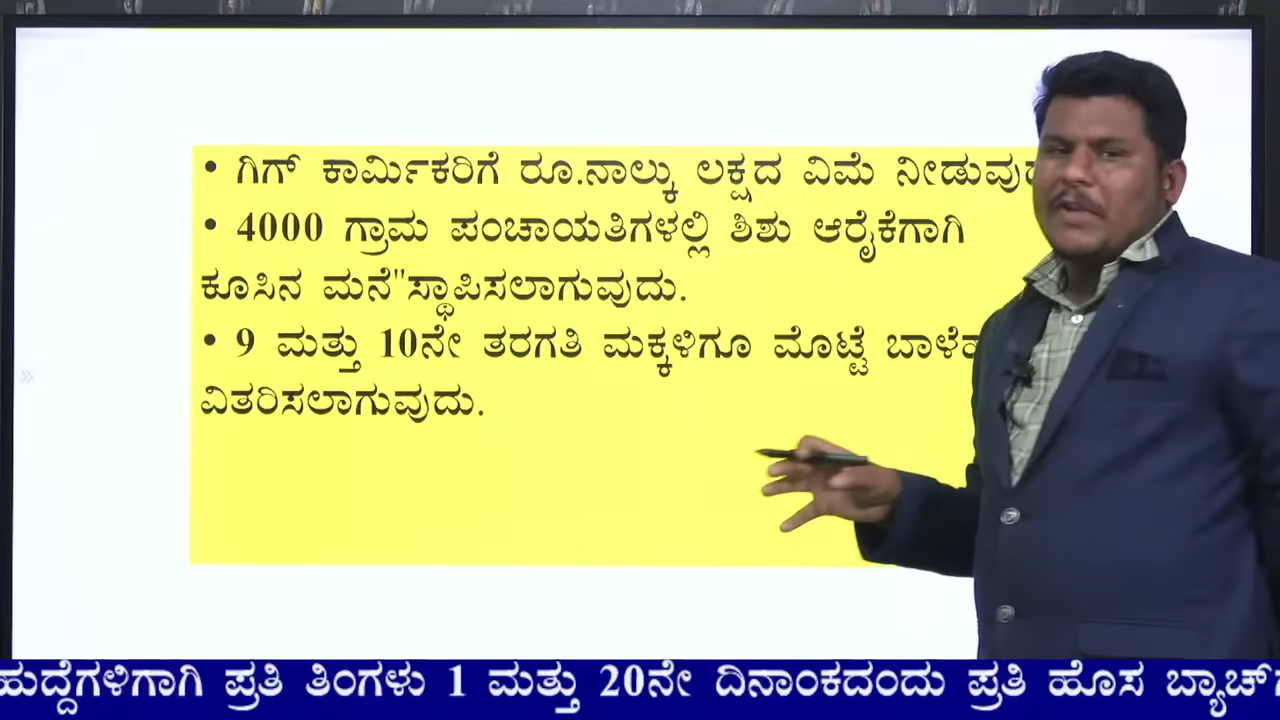 • ಗಿಗ್ ಕಾರ್ಮಿಕರಿಗೆ ರೂ.ನಾಲ್ಕು ಲಕ್ಷದ ವಿಮೆ
• 4000 ಗ್ರಾಮ ಪಂಚಾಯತಿಗಳಲ್ಲಿ ಶಿಶು ಆರೈಕೆಗಾಗಿ
ಕೂಸಿನ ಮನೆ"ಸ್ಥಾಪಿಸಲಾಗುವುದು.
• 9 ಮತ್ತು 10ನೇ ತರಗತಿ ಮಕ್ಕಳಿಗೂ ಮೊಟ್ಟೆ
ವಿತರಿಸಲಾಗುವುದು.
ಹುದ್ದೆಗಳಿಗಾಗಿ ಪ್ರತಿ ತಿಂಗಳು 1 ಮತ್ತು 20ನೇ ದಿನಾಂಕದಂದು ಪ್ರತಿ ಹೊಸ